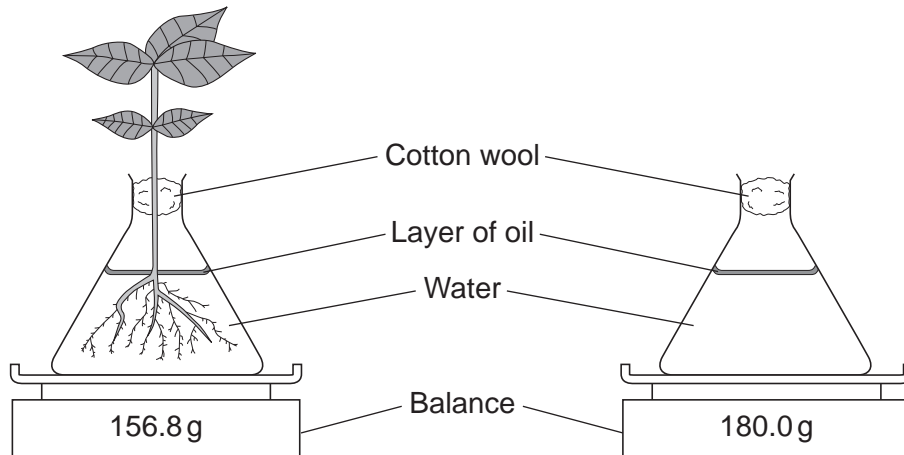 Cotton wool
Layer of oil
Water
Balance
156.8 g
180.0 g